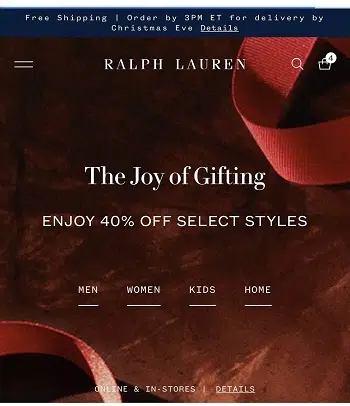 Free Shipping | Order by 3PM ET for delivery by
Christmas Eve Details
RALPH LAUREN
4
The Joy of Gifting
ENJOY 40% OFF SELECT STYLES
MEN WOMEN KIDS HOME
ONLINE & IN-STORES | DETAILS